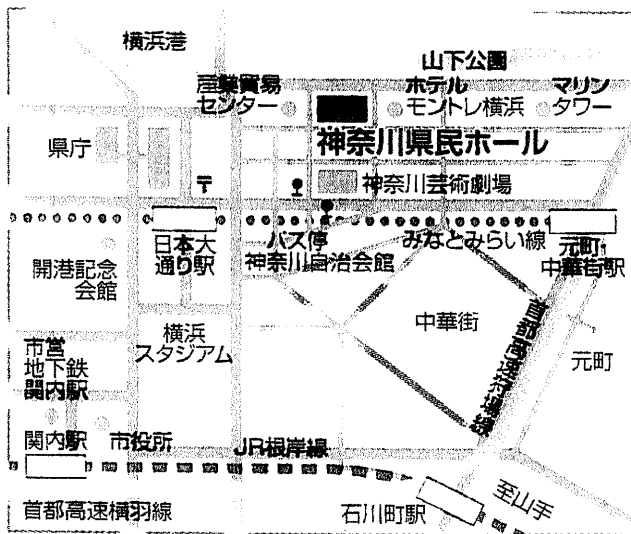 横浜港
山下公園
産業貿易
センター
ホテル
モントレ横浜
マリン
タワー
神奈川県民ホール
県庁
〒
神奈川芸術劇場
日本大
通り駅
バス停
神奈川自治会館
みなとみらい線
元町・
中華街駅
開港記念
会館
横浜
スタジアム
中華街
首都高速狩場線
元町
市営
地下鉄
関内駅
関内駅
市役所
JR根岸線
首都高速横羽線
石川町駅
至山手